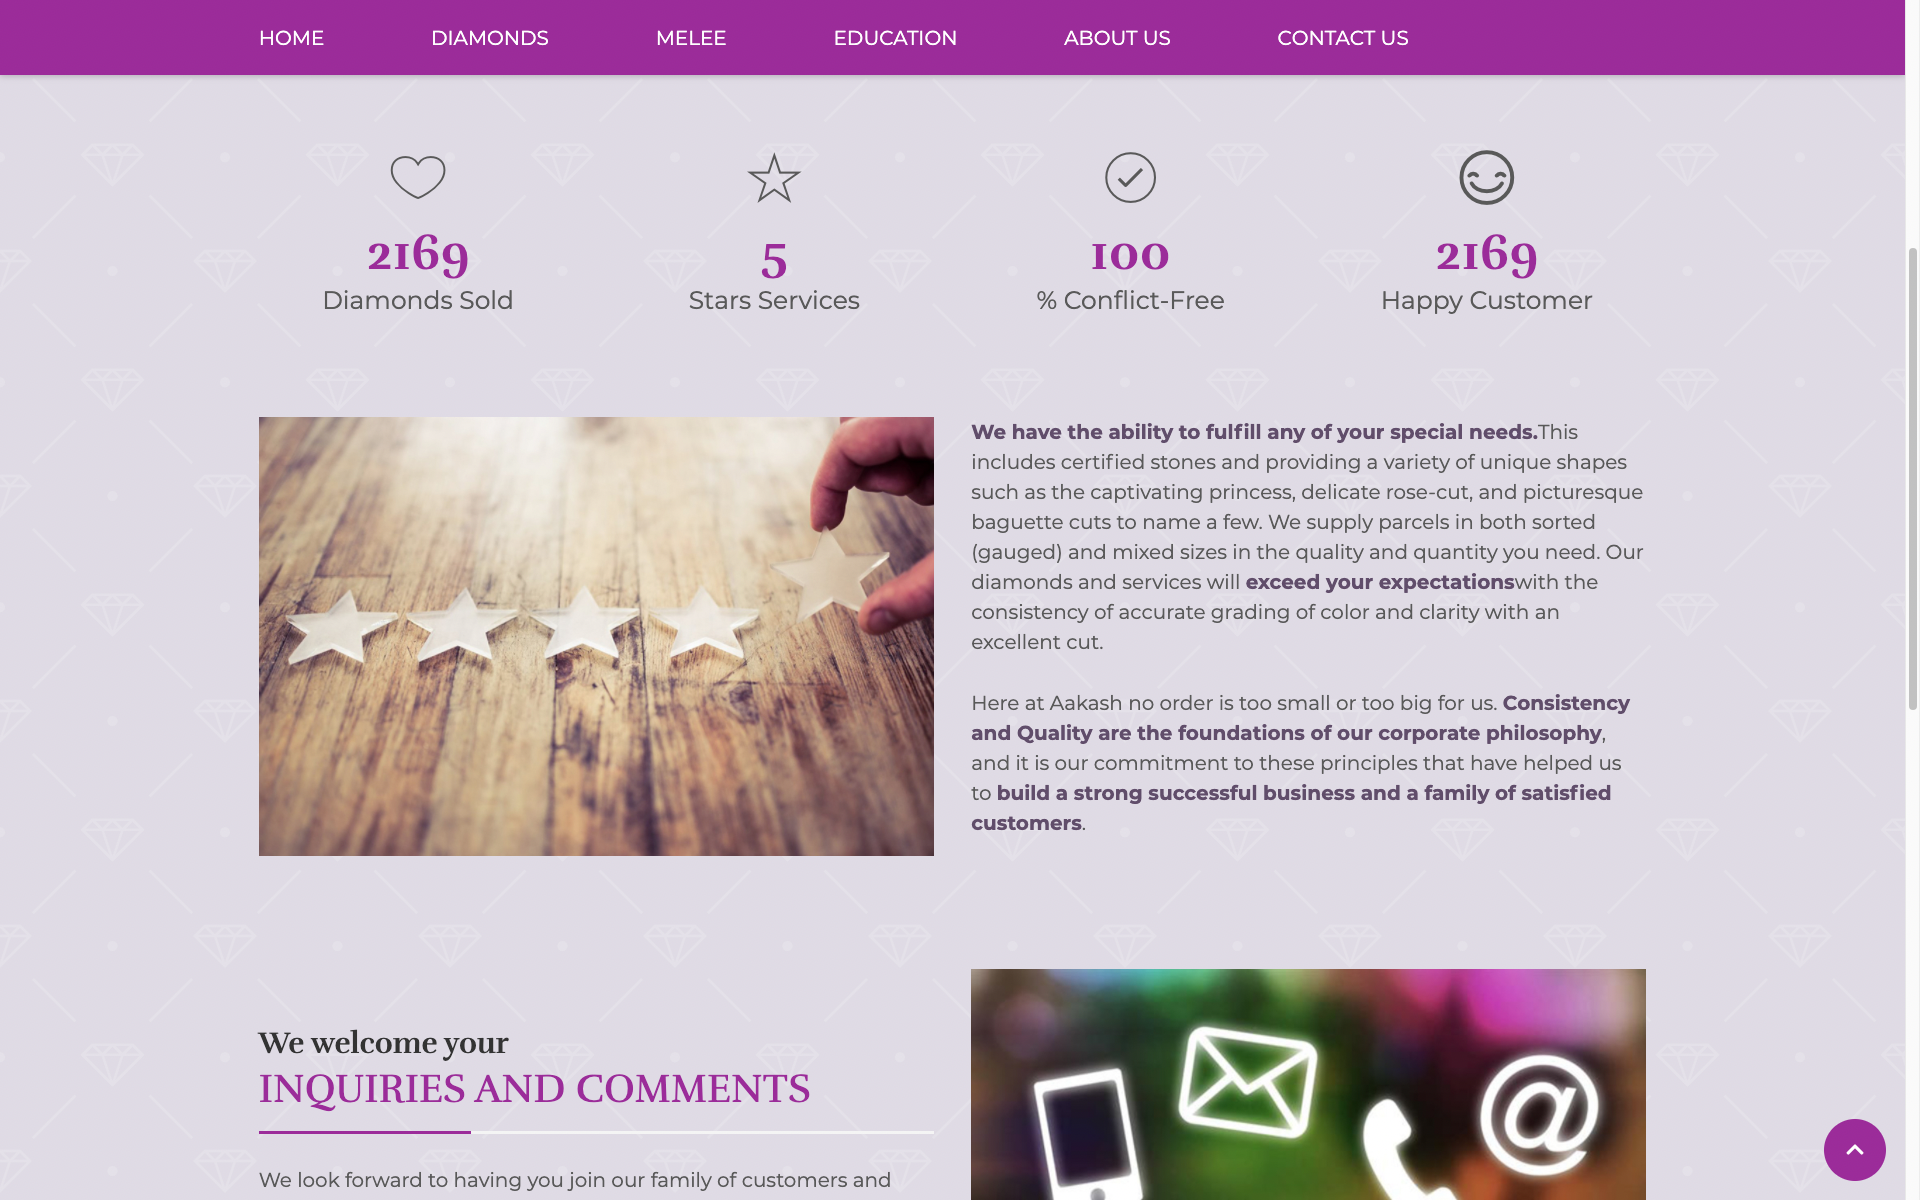 HOME
DIAMONDS
MELEE
EDUCATION
ABOUT US
CONTACT US
2169
Diamonds Sold
5
Stars Services
100
% Conflict-Free
2169
Happy Customer
We have the ability to fulfill any of your special needs.This
includes certified stones and providing a variety of unique shapes
such as the captivating princess, delicate rose-cut, and picturesque
baguette cuts to name a few. We supply parcels in both sorted
(gauged) and mixed sizes in the quality and quantity you need. Our
diamonds and services will exceed your expectationswith the
consistency of accurate grading of color and clarity with an
excellent cut.
Here at Aakash no order is too small or too big for us. Consistency
and Quality are the foundations of our corporate philosophy,
and it is our commitment to these principles that have helped us
to build a strong successful business and a family of satisfied
customers.
We welcome your
INQUIRIES AND COMMENTS
We look forward to having you join our family of customers and
@